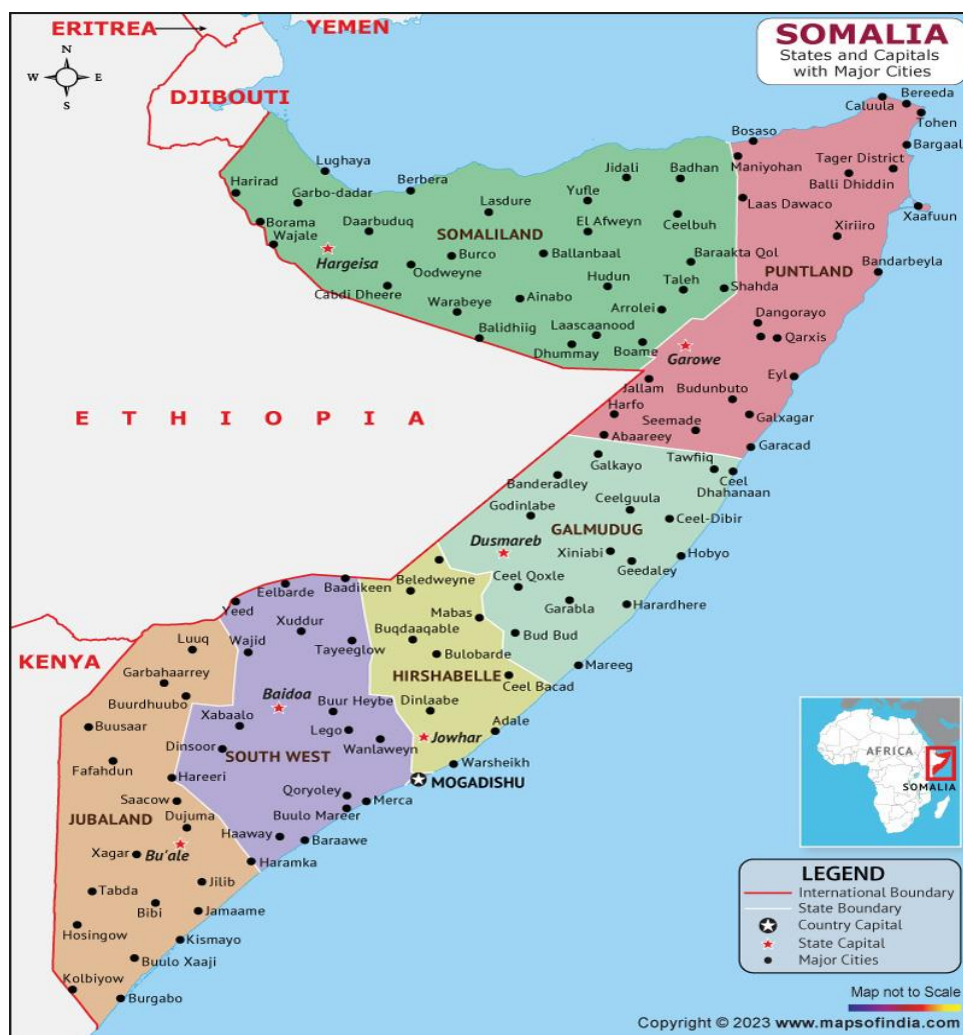 ERITREA
YEMEN
SOMALIA
States and Capitals
with Major Cities
N
W
E
S
DJIBOUTI
Caluula
Bereeda
Tohen
Bosaso
Maniyohan
Bargaal
Tager District
Balli Dhiddin
Lughaya
Jidali
Badhan
Harirad
Garbo-dadar
Berbera
Yufle
Laas Dawaco
Xaafuun
Lasdure
Borama
Daarbuduq
El Afweyn
Ceelbuh
Xiriiro
Wajale
SOMALILAND
Hargeisa
Burco
Ballanbaal
Baraakta Qol
PUNTLAND
Bandarbeyla
Oodweyne
Hudun
Taleh
Shahda
Cabdi Dheere
Ainabo
Warabeye
Arrolei
Dangorayo
Balidhiig
Laascaanood
Qarxis
Dhummay
Boame
Garowe
Eyl
Jallam
Budunbuto
ETHIOPIA
Harfo
Seemade
Galxagar
Abaareey
Garacad
Galkayo
Tawfiiq
Ceel
Dhahanaan
Banderadley
Godinlabe
Ceelguula
Ceel-Dibir
GALMUDUG
Dusmareb
Xiniabi
Hobyo
Geedaley
Beledweyne
Ceel Qoxle
Baadikeen
Eelbarde
Yeed
Garabla
Harardhere
Mabas
Xuddur
Buqdaaqable
Bud Bud
Wajid
Tayeeglow
Bulobarde
Luuq
KENYA
Mareeg
HIRSHABELLE
Ceel Bacad
Garbahaarrey
Buurdhuubo
Baidoa
Buur Heybe
Dinlaabe
Buusaar
Xabaalo
Lego
Adale
Jowhar
Dinsoor
SOUTH WEST
Wanlaweyn
Fafahdun
Hareeri
Warsheikh
MOGADISHU
Qoryoley
Saacow
Merca
JUBALAND
Dujuma
Buulo Mareer
Haaway
Baraawe
Xagar
Bu'ale
Haramka
Tabda
Jilib
Bibi
Jamaame
Hosingow
Kismayo
Buulo Xaaji
Kolbiyow
Burgabo
AFRICA
SOMALIA
LEGEND
International Boundary
State Boundary
Country Capital
State Capital
Major Cities
Map not to Scale
Copyright © 2023 www.mapsofindia.com